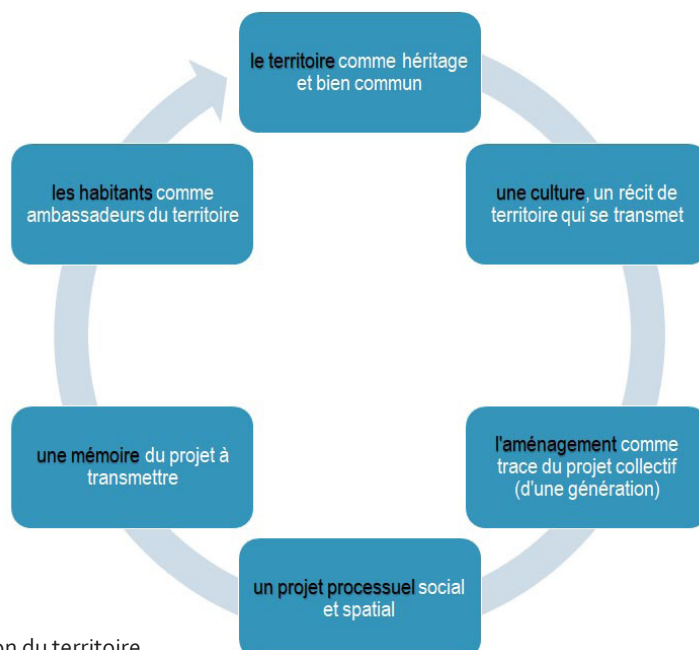 le territoire comme héritage
et bien commun
une culture, un récit de
territoire qui se transmet
l'aménagement comme
trace du projet collectif
(d'une génération)
un projet processuel social
et spatial
une mémoire du projet à
transmettre
les habitants comme
ambassadeurs du territoire
du territoire